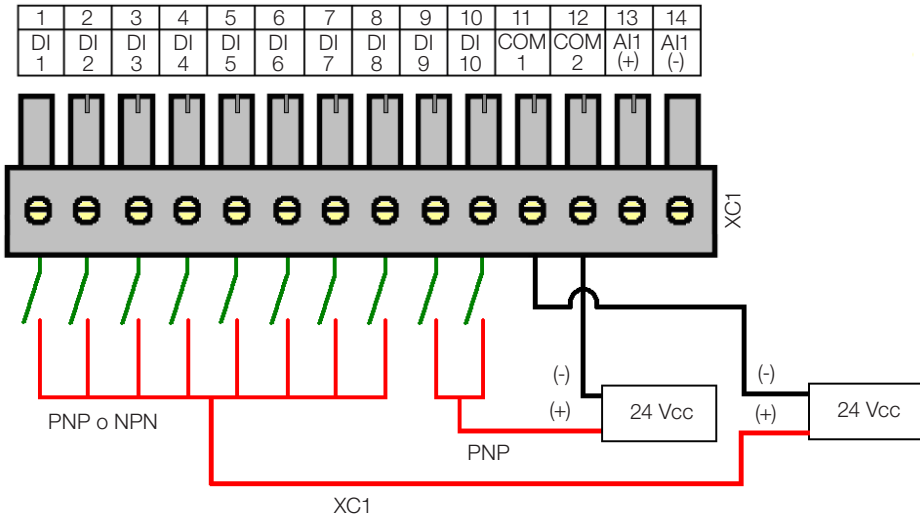 1 2 3 4 5 6 7 8 9 10 11 12 13 14
DI DI DI DI DI DI DI DI DI DI COM COM AI1 AI1
1 2 3 4 5 6 7 8 9 10 1 2 (+) (-)
XC1
(-) (-)
(+) 24 Vcc (+) 24 Vcc
PNP o NPN
PNP
XC1